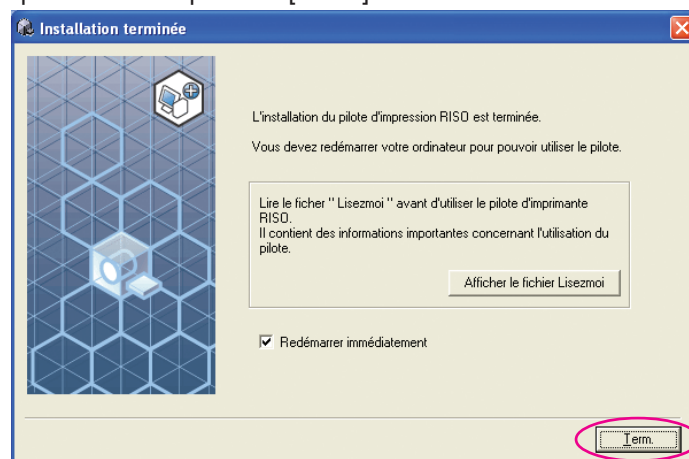 Installation terminée
L'installation du pilote d'impression RISO est terminée.
Vous devez redémarrer votre ordinateur pour pouvoir utiliser le pilote.
Lire le ficher " Lisezmoi " avant d'utiliser le pilote d'imprimante
RISO.
Il contient des informations importantes concernant l'utilisation du
pilote.
Afficher le fichier Lisezmoi
Redémarrer immédiatement
Term.